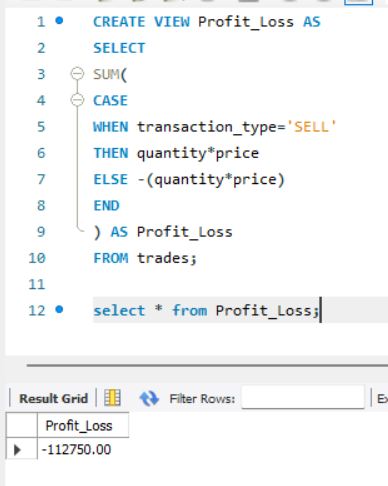 1 CREATE VIEW Profit_Loss AS
2 SELECT
3 SUM(
4 CASE
5 WHEN transaction_type='SELL'
6 THEN quantity*price
7 ELSE -(quantity*price)
8 END
9 ) AS Profit_Loss
10 FROM trades;
11
12 select * from Profit_Loss;
Result Grid Filter Rows:
Profit_Loss
-112750.00